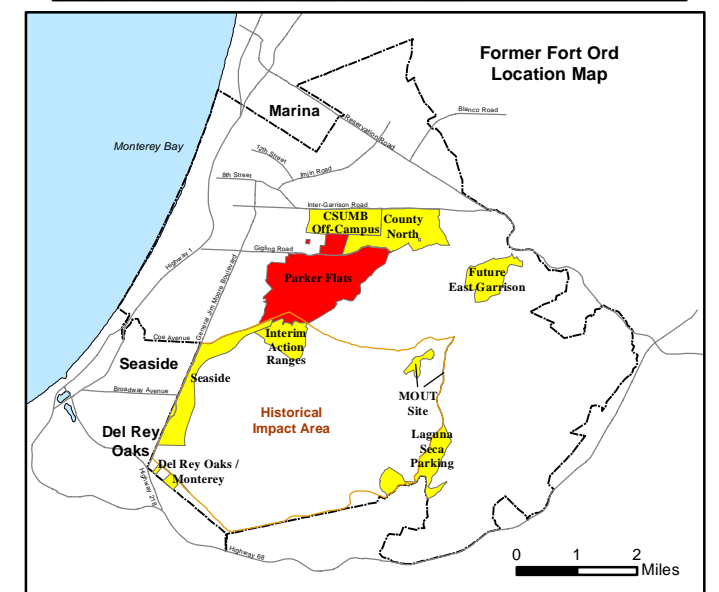 Former Fort Ord
Location Map
Marina
Blanco Road
Reservation Road
Monterey Bay
12th Street
Imjin Road
8th Street
Inter-Garrison Road
CSUMB
Off-Campus
County
North
Gigling Road
Highway 1
General Jim Moore Boulevard
Parker Flats
Future
East Garrison
Coe Avenue
Interim
Action
Ranges
Seaside
Seaside
Broadway Avenue
MOUT
Site
Historical
Impact Area
Del Rey
Oaks
Laguna
Seca
Parking
Del Rey Oaks /
Monterey
Highway 218
Highway 68
0 1 2
Miles